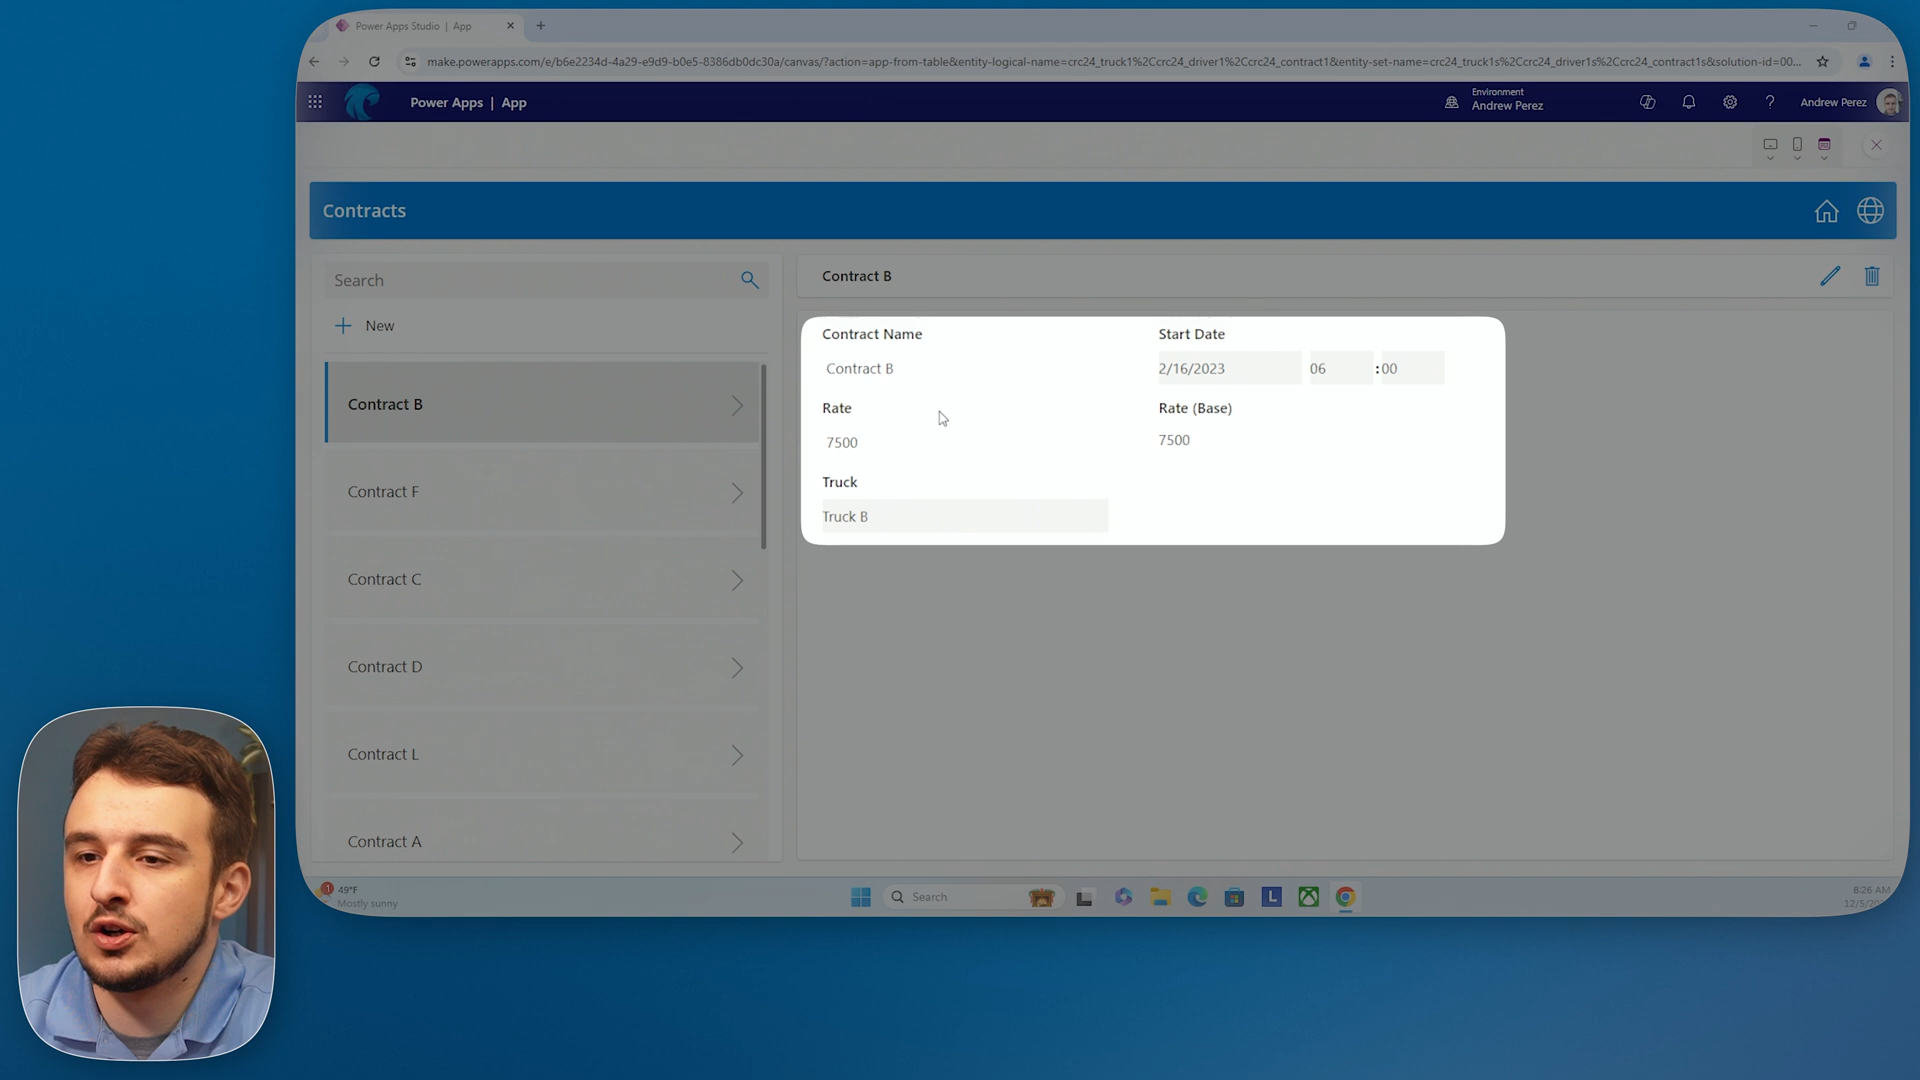 Power Apps Studio | App
make.powerapps.com/e/b6e2234d-4a29-e9d9-b0e5-8386db0dc30a/canvas/?action=app-from-table&entity-logical-name=crc24_truck1%2Ccrc24_driver1%2Ccrc24_contract1&entity-set-name=crc24_truck1s%2Ccrc24_driver1s%2Ccrc24_contract1s&solution-id=00...
Power Apps | App
Environment
Andrew Perez
Andrew Perez
Contracts
Search
New
Contract B
Contract F
Contract C
Contract D
Contract L
Contract A
Contract B
Contract Name
Start Date
Contract B
2/16/2023 06 :00
Rate
Rate (Base)
7500
7500
Truck
Truck B
1
49°F
Mostly sunny
Search
L
8:26 AM